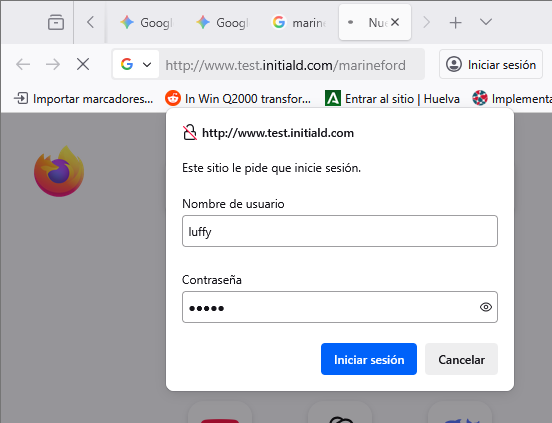 Google
Google
marine
Nue
http://www.test.initiald.com/marineford
Iniciar sesión
Importar marcadores...
In Win Q2000 transfor...
Entrar al sitio | Huelva
Implementa
http://www.test.initiald.com
Este sitio le pide que inicie sesión.
Nombre de usuario
luffy
Contraseña
●●●●●
Iniciar sesión
Cancelar